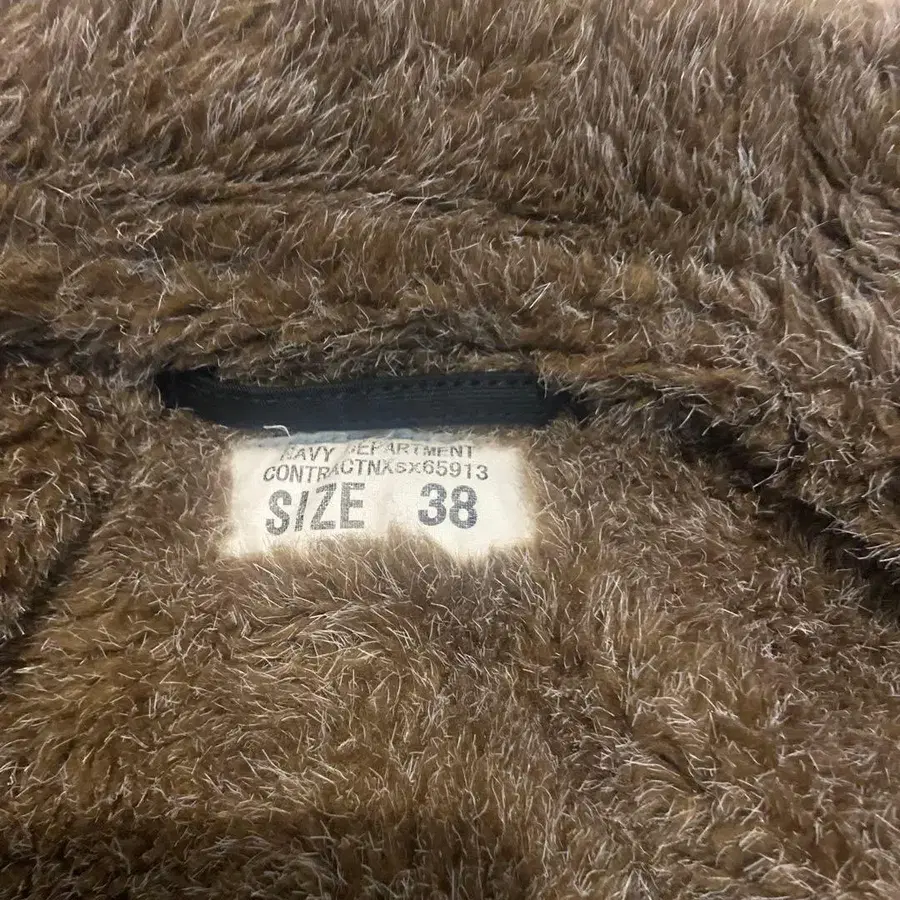 NAVY DEPARTMENT
CONTRACTNXsx65913
SIZE 38